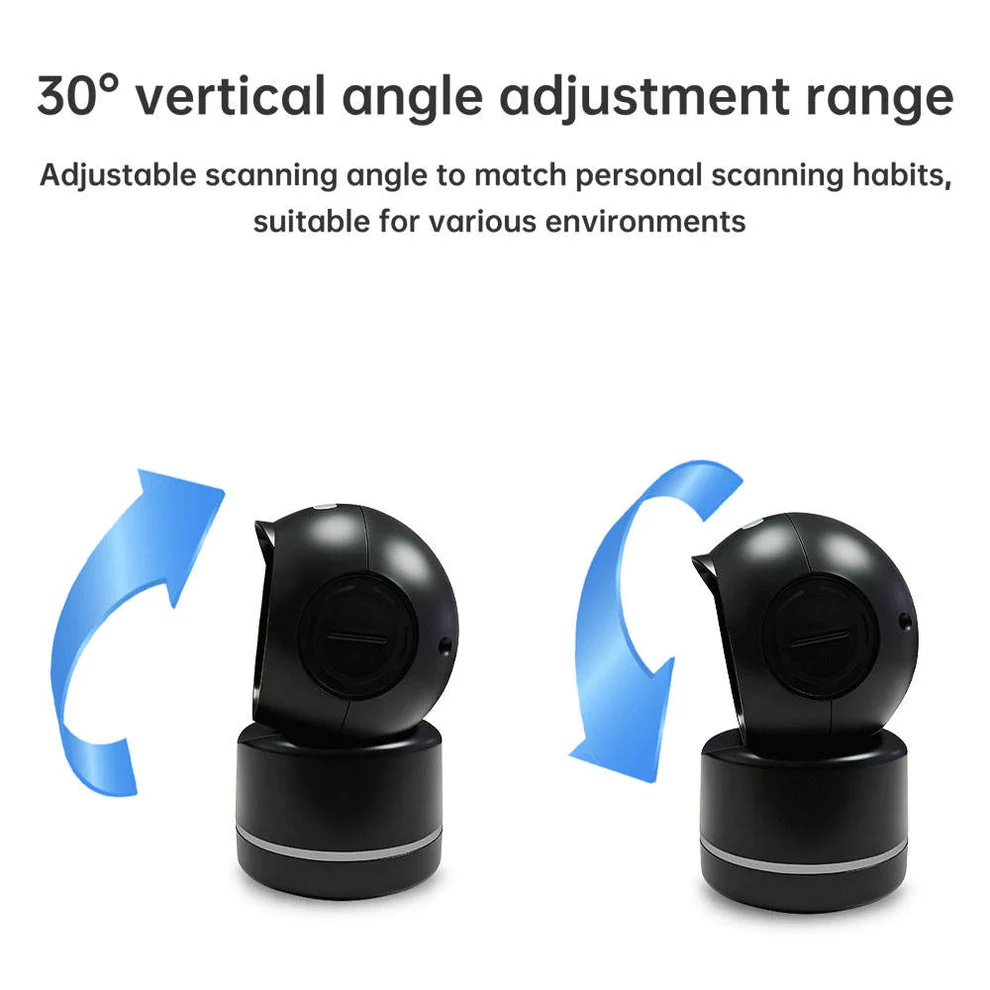 30° vertical angle adjustment range
Adjustable scanning angle to match personal scanning habits,
suitable for various environments